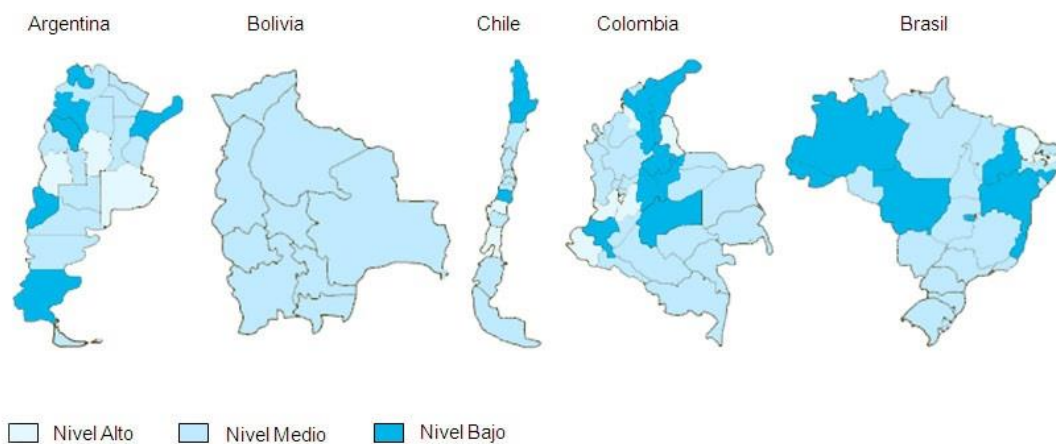 Argentina
Bolivia
Chile
Colombia
Brasil
Nivel Alto
Nivel Medio
Nivel Bajo